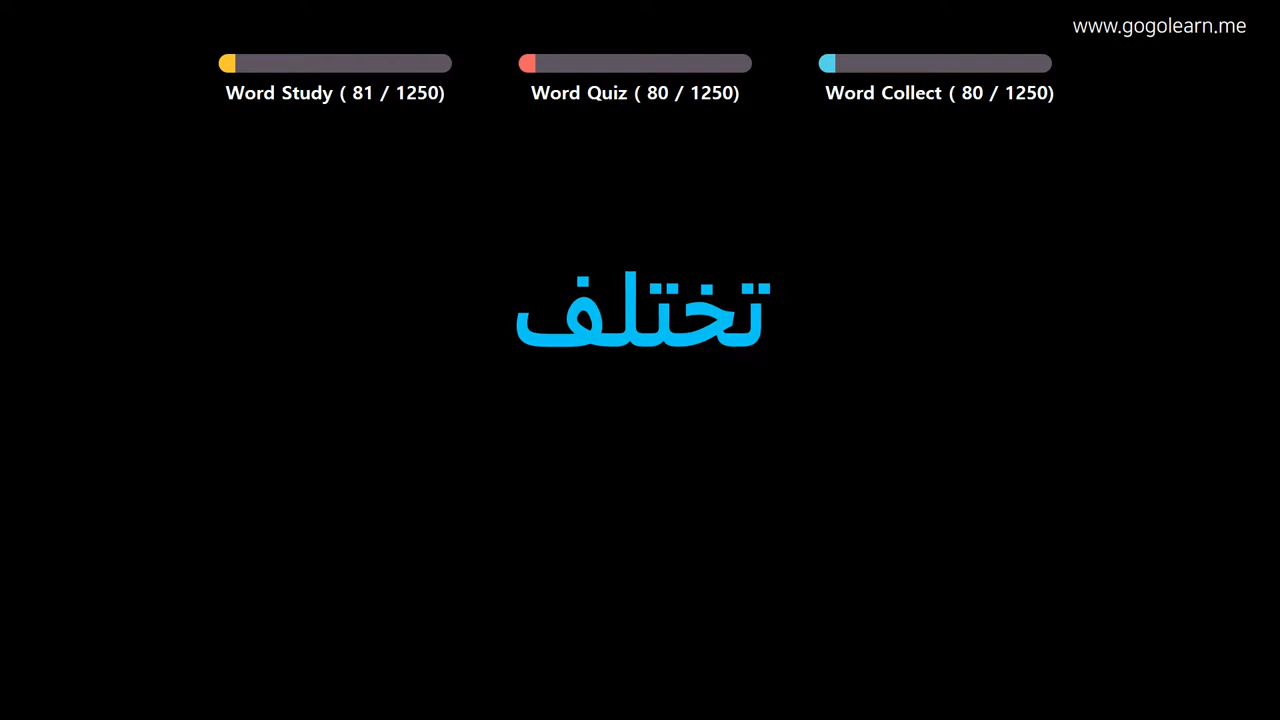 www.gogolearn.me
Word Study ( 81 / 1250)
Word Quiz ( 80 / 1250)
Word Collect ( 80 / 1250)
تختلف